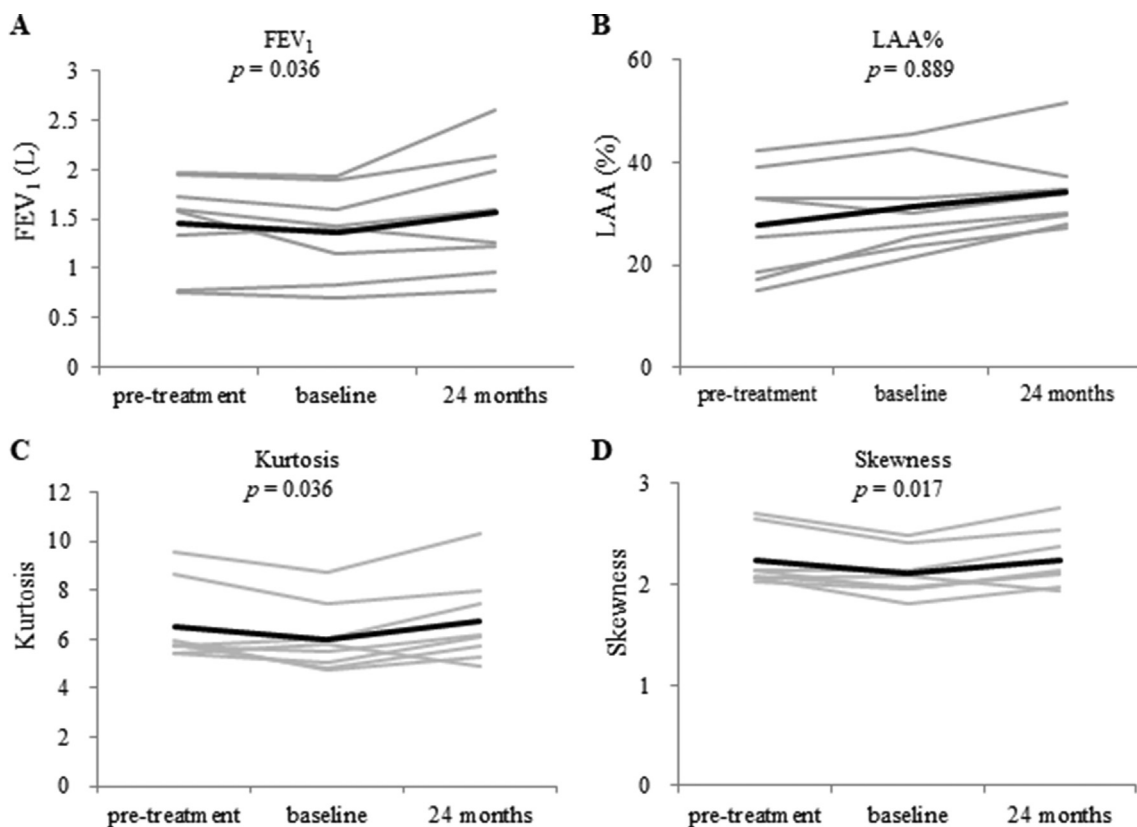 A
FEV₁
p = 0.036
FEV₁ (L)
3
2.5
2
1.5
1
0.5
0
pre-treatment baseline 24 months
B
LAA%
p = 0.889
LAA (%)
60
40
20
0
pre-treatment baseline 24 months
C
Kurtosis
p = 0.036
Kurtosis
12
10
8
6
4
2
0
pre-treatment baseline 24 months
D
Skewness
p = 0.017
Skewness
3
2
1
0
pre-treatment baseline 24 months